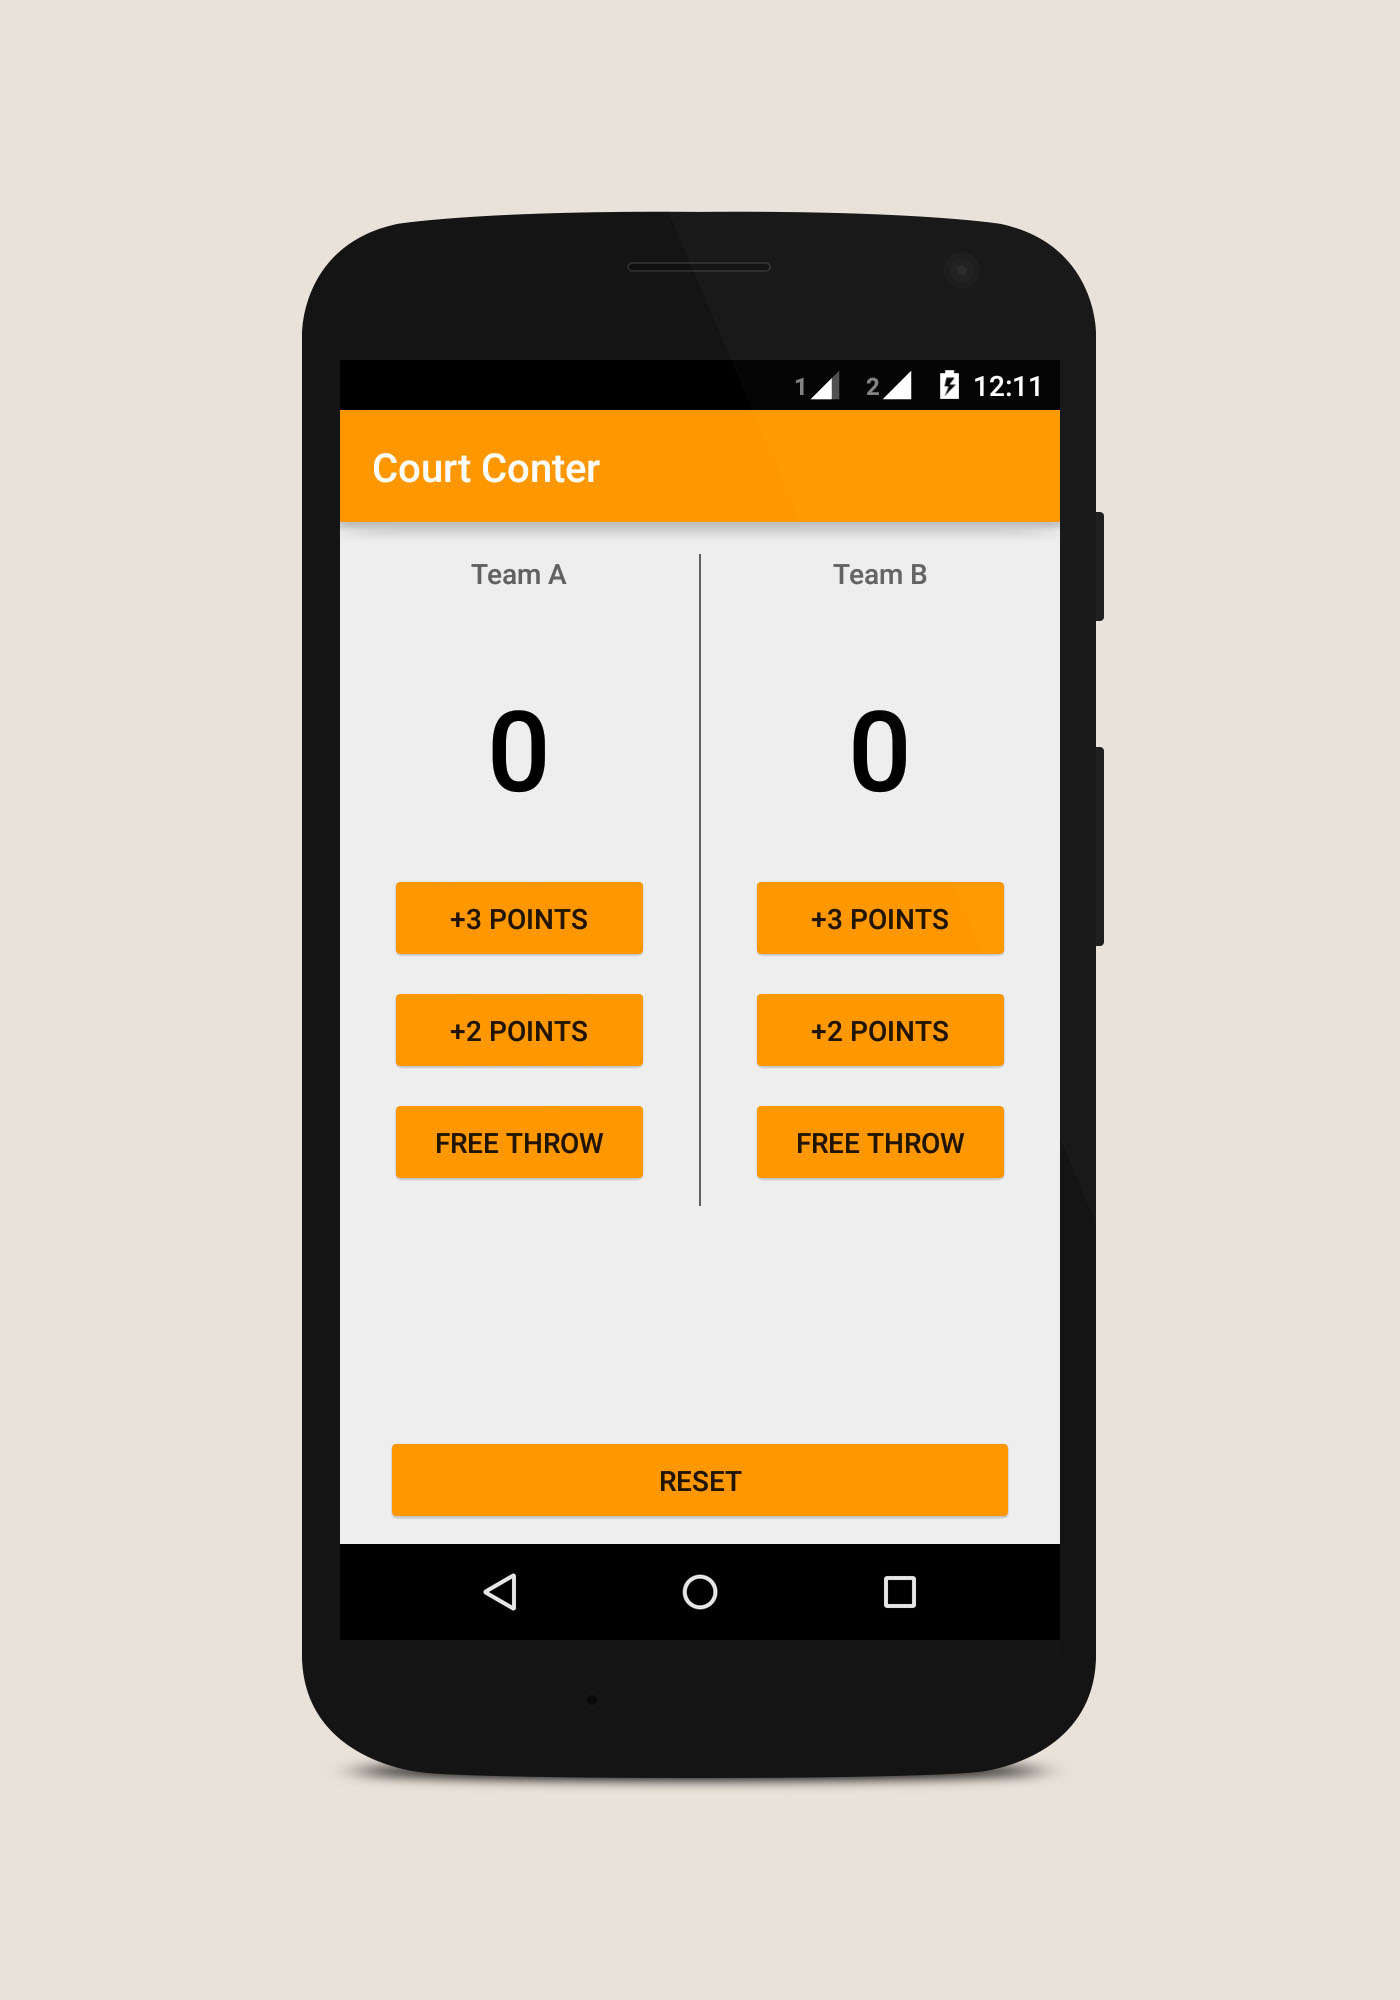 1 2 12:11
Court Conter
Team A
Team B
0
0
+3 POINTS
+3 POINTS
+2 POINTS
+2 POINTS
FREE THROW
FREE THROW
RESET